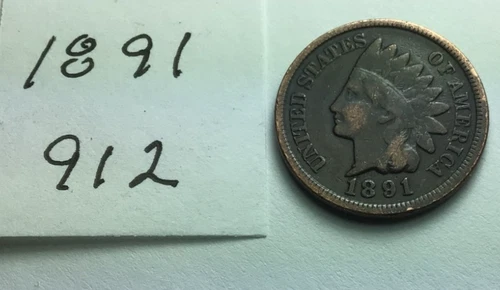 1891
912
UNITED STATES OF AMERICA
1891